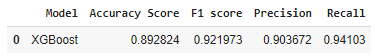 Model Accuracy Score F1 score Precision Recall
0 XGBoost 0.892824 0.921973 0.903672 0.94103